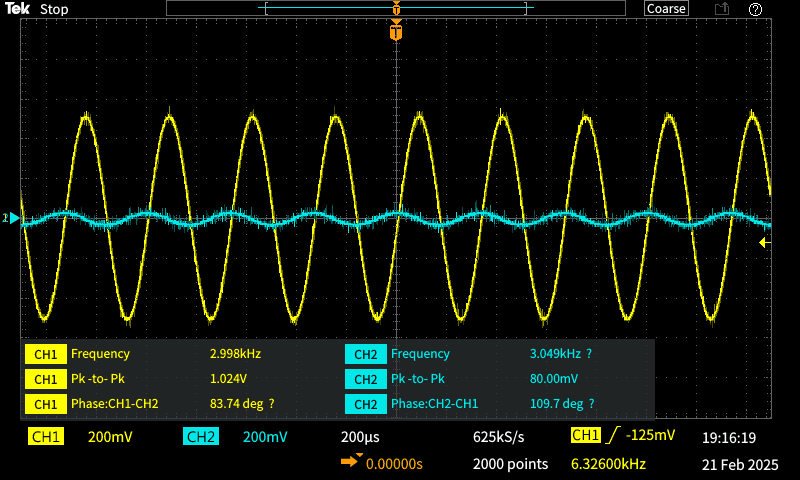 Tek Stop T Coarse ?
T
2
CH1 Frequency 2.998kHz CH2 Frequency 3.049kHz ?
CH1 Pk-to-Pk 1.024V CH2 Pk-to-Pk 80.00mV
CH1 Phase:CH1-CH2 83.74 deg ? CH2 Phase:CH2-CH1 109.7 deg ?
CH1 200mV CH2 200mV 200µs 625kS/s CH1 -125mV 19:16:19
0.00000s 2000 points 6.32600kHz 21 Feb 2025